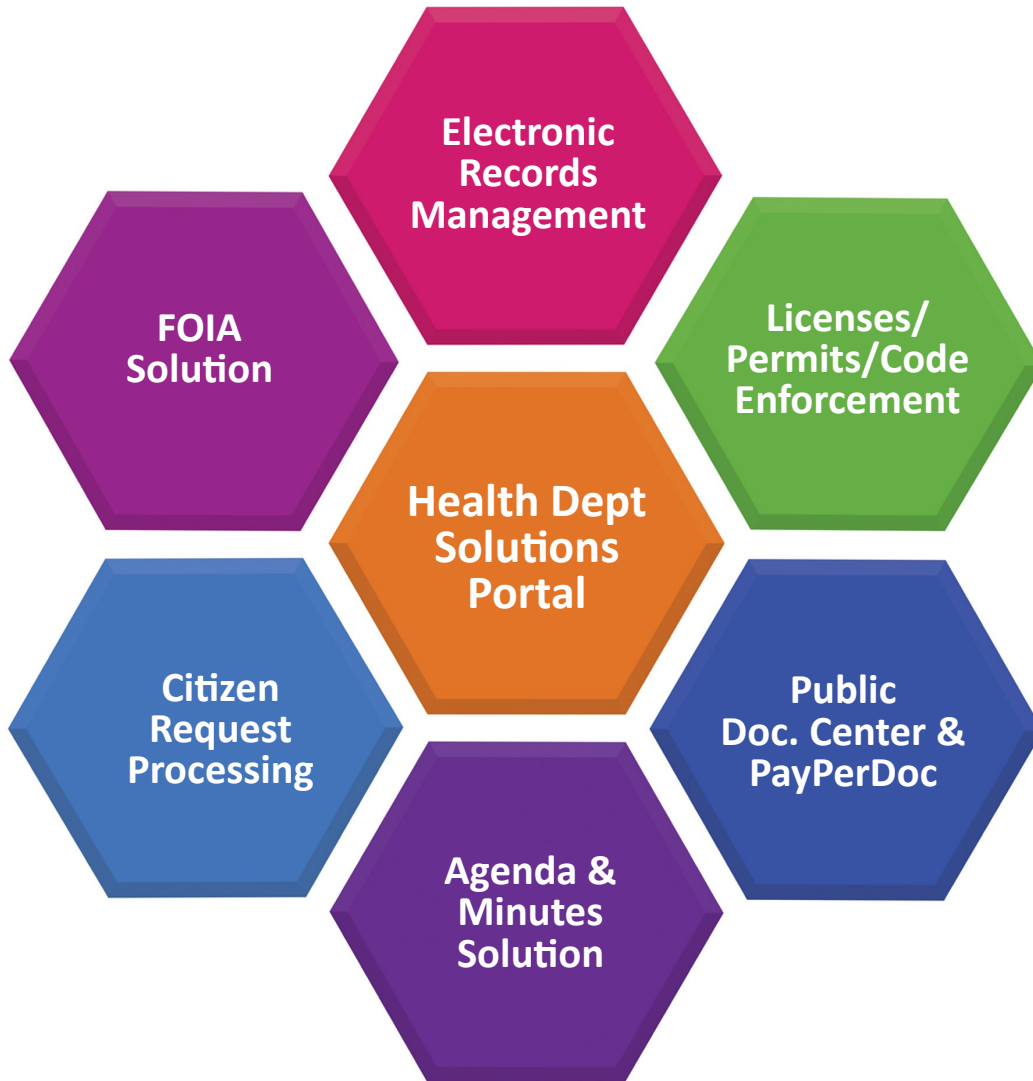 Electronic
Records
Management
FOIA
Solution
Licenses/
Permits/Code
Enforcement
Health Dept
Solutions
Portal
Citizen
Request
Processing
Public
Doc. Center &
PayPerDoc
Agenda &
Minutes
Solution